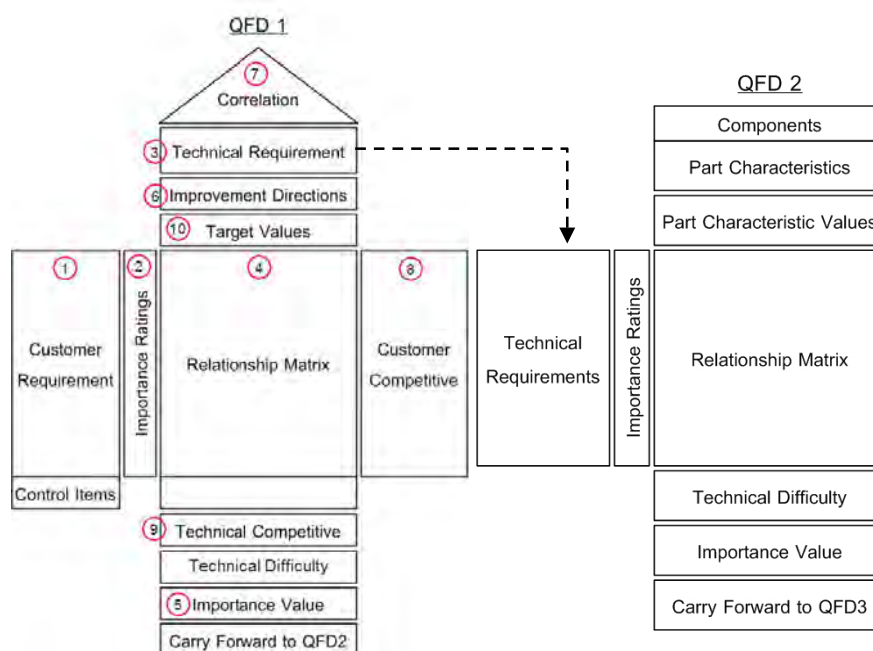 QFD 1
7
Correlation
3 Technical Requirement
6 Improvement Directions
10 Target Values
1
Customer
Requirement
2
Importance Ratings
4
Relationship Matrix
8
Customer
Competitive
Control Items
9 Technical Competitive
Technical Difficulty
5 Importance Value
Carry Forward to QFD2
QFD 2
Components
Part Characteristics
Part Characteristic Values
Technical
Requirements
Importance Ratings
Relationship Matrix
Technical Difficulty
Importance Value
Carry Forward to QFD3